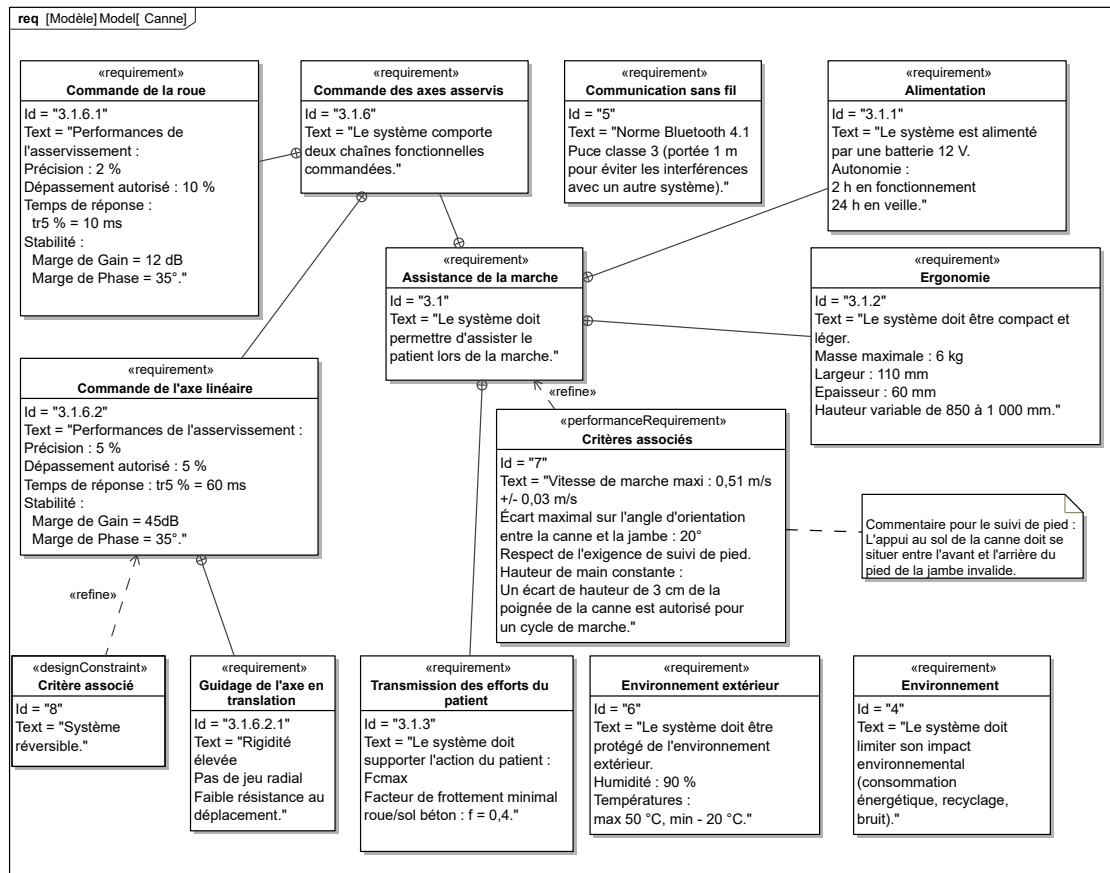 req [Modèle] Model[ Canne]
«requirement»
Commande de la roue
Id = "3.1.6.1"
Text = "Performances de
l'asservissement :
Précision : 2 %
Dépassement autorisé : 10 %
Temps de réponse :
tr5 % = 10 ms
Stabilité :
Marge de Gain = 12 dB
Marge de Phase = 35°."
«requirement»
Commande des axes asservis
Id = "3.1.6"
Text = "Le système comporte
deux chaînes fonctionnelles
commandées."
«requirement»
Communication sans fil
Id = "5"
Text = "Norme Bluetooth 4.1
Puce classe 3 (portée 1 m
pour éviter les interférences
avec un autre système)."
«requirement»
Alimentation
Id = "3.1.1"
Text = "Le système est alimenté
par une batterie 12 V.
Autonomie :
2 h en fonctionnement
24 h en veille."
«requirement»
Assistance de la marche
Id = "3.1"
Text = "Le système doit
permettre d'assister le
patient lors de la marche."
«requirement»
Ergonomie
Id = "3.1.2"
Text = "Le système doit être compact et
léger.
Masse maximale : 6 kg
Largeur : 110 mm
Epaisseur : 60 mm
Hauteur variable de 850 à 1 000 mm."
«requirement»
Commande de l'axe linéaire
Id = "3.1.6.2"
Text = "Performances de l'asservissement :
Précision : 5 %
Dépassement autorisé : 5 %
Temps de réponse : tr5 % = 60 ms
Stabilité :
Marge de Gain = 45dB
Marge de Phase = 35°."
«refine»
«performanceRequirement»
Critères associés
Id = "7"
Text = "Vitesse de marche maxi : 0,51 m/s
+/- 0,03 m/s
Écart maximal sur l'angle d'orientation
entre la canne et la jambe : 20°
Respect de l'exigence de suivi de pied.
Hauteur de main constante :
Un écart de hauteur de 3 cm de la
poignée de la canne est autorisé pour
un cycle de marche."
Commentaire pour le suivi de pied :
L'appui au sol de la canne doit se
situer entre l'avant et l'arrière du
pied de la jambe invalide.
«refine»
«designConstraint»
Critère associé
Id = "8"
Text = "Système
réversible."
«requirement»
Guidage de l'axe en
translation
Id = "3.1.6.2.1"
Text = "Rigidité
élevée
Pas de jeu radial
Faible résistance au
déplacement."
«requirement»
Transmission des efforts du
patient
Id = "3.1.3"
Text = "Le système doit
supporter l'action du patient :
Fcmax
Facteur de frottement minimal
roue/sol béton : f = 0,4."
«requirement»
Environnement extérieur
Id = "6"
Text = "Le système doit être
protégé de l'environnement
extérieur.
Humidité : 90 %
Températures :
max 50 °C, min - 20 °C."
«requirement»
Environnement
Id = "4"
Text = "Le système doit
limiter son impact
environnemental
(consommation
énergétique, recyclage,
bruit)."